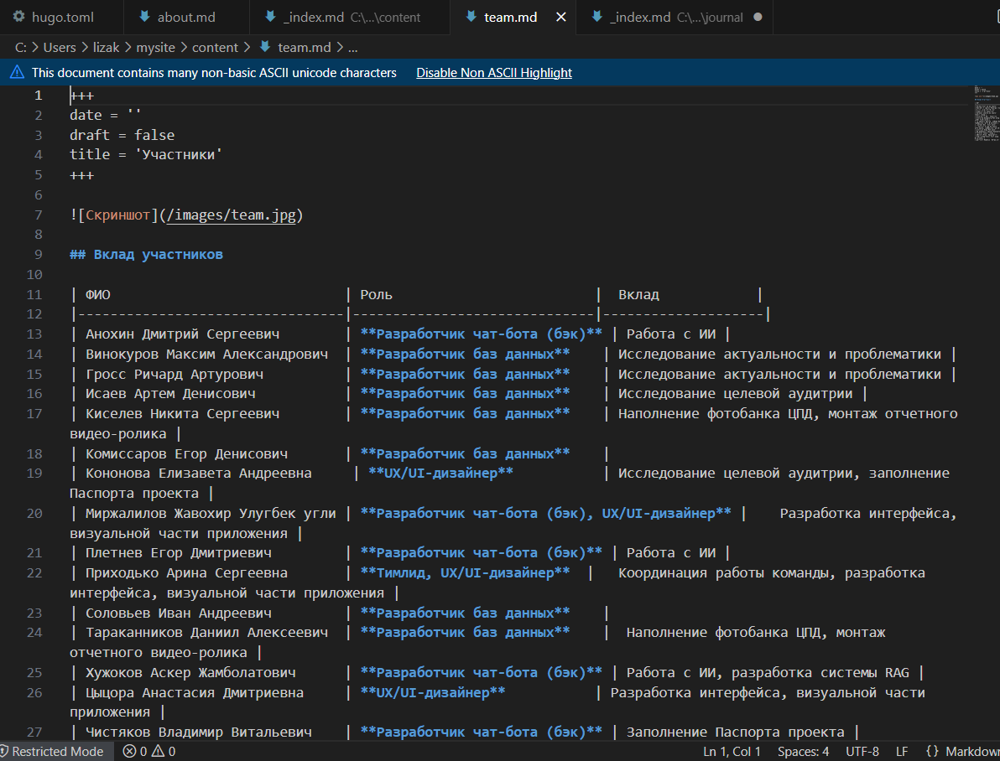 hugo.toml about.md _index.md C:\...\content team.md _index.md C:\...\journal
C: > Users > lizak > mysite > content > team.md > ...
This document contains many non-basic ASCII unicode characters Disable Non ASCII Highlight
1 +++
2 date = ''
3 draft = false
4 title = 'Участники'
5 +++
6
7 ![Скриншот](/images/team.jpg)
8
9 ## Вклад участников
10
11 | ФИО | Роль | Вклад |
12 |---------------------------------|------------------------------|--------------------|
13 | Анохин Дмитрий Сергеевич | **Разработчик чат-бота (бэк)** | Работа с ИИ |
14 | Винокуров Максим Александрович | **Разработчик баз данных** | Исследование актуальности и проблематики |
15 | Гросс Ричард Артурович | **Разработчик баз данных** | Исследование актуальности и проблематики |
16 | Исаев Артем Денисович | **Разработчик баз данных** | Исследование целевой аудитрии |
17 | Киселев Никита Сергеевич | **Разработчик баз данных** | Наполнение фотобанка ЦПД, монтаж отчетного
видео-ролика |
18 | Комиссаров Егор Денисович | **Разработчик баз данных** |
19 | Кононова Елизавета Андреевна | **UX/UI-дизайнер** | Исследование целевой аудитрии, заполнение
Паспорта проекта |
20 | Миржалилов Жавохир Улугбек угли | **Разработчик чат-бота (бэк), UX/UI-дизайнер** | Разработка интерфейса,
визуальной части приложения |
21 | Плетнев Егор Дмитриевич | **Разработчик чат-бота (бэк)** | Работа с ИИ |
22 | Приходько Арина Сергеевна | **Тимлид, UX/UI-дизайнер** | Координация работы команды, разработка
интерфейса, визуальной части приложения |
23 | Соловьев Иван Андреевич | **Разработчик баз данных** |
24 | Тараканников Даниил Алексеевич | **Разработчик баз данных** | Наполнение фотобанка ЦПД, монтаж
отчетного видео-ролика |
25 | Хужоков Аскер Жамболатович | **Разработчик чат-бота (бэк)** | Работа с ИИ, разработка системы RAG |
26 | Цыцора Анастасия Дмитриевна | **UX/UI-дизайнер** | Разработка интерфейса, визуальной части
приложения |
27 | Чистяков Владимир Витальевич | **Разработчик чат-бота (бэк)** | Заполнение Паспорта проекта |
Restricted Mode 0 0 Ln 1, Col 1 Spaces: 4 UTF-8 LF {} Markdown